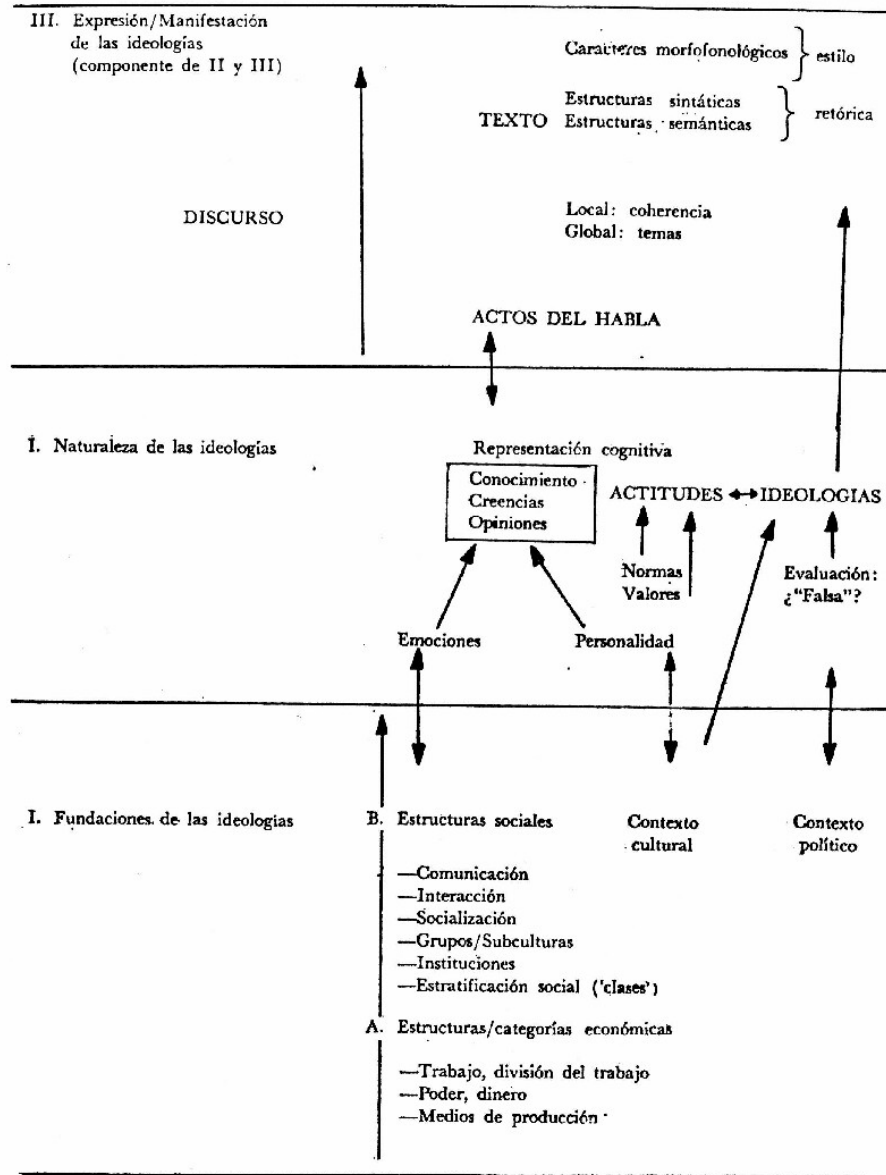 III. Expresión/Manifestación
de las ideologías
(componente de II y III)
Caracteres morfofonológicos } estilo
Estructuras sintáticas
TEXTO Estructuras semánticas } retórica
DISCURSO
Local: coherencia
Global: temas
ACTOS DEL HABLA
I. Naturaleza de las ideologías
Representación cognitiva
Conocimiento
Creencias
Opiniones
ACTITUDES ↔ IDEOLOGIAS
Normas
Valores
Evaluación:
¿"Falsa"?
Emociones
Personalidad
I. Fundaciones de las ideologias
B. Estructuras sociales
—Comunicación
—Interacción
—Socialización
—Grupos/Subculturas
—Instituciones
—Estratificación social ('clases')
Contexto
cultural
Contexto
político
A. Estructuras/categorías económicas
—Trabajo, división del trabajo
—Poder, dinero
—Medios de producción